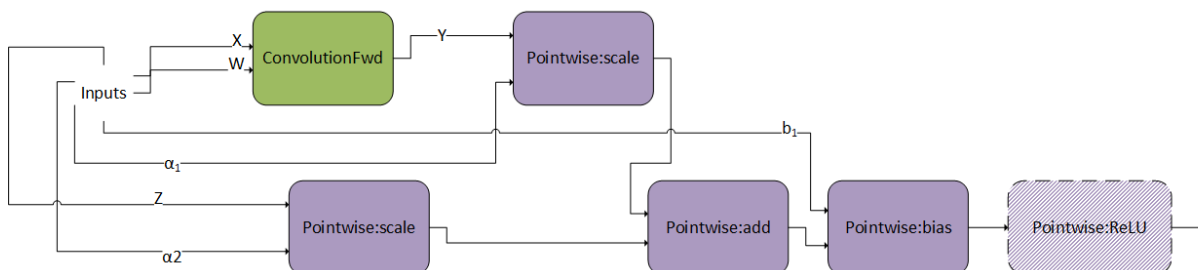 X
Y
W
ConvolutionFwd
Pointwise:scale
Inputs
b₁
α₁
Z
Pointwise:scale
Pointwise:add
Pointwise:bias
Pointwise:ReLU
α2